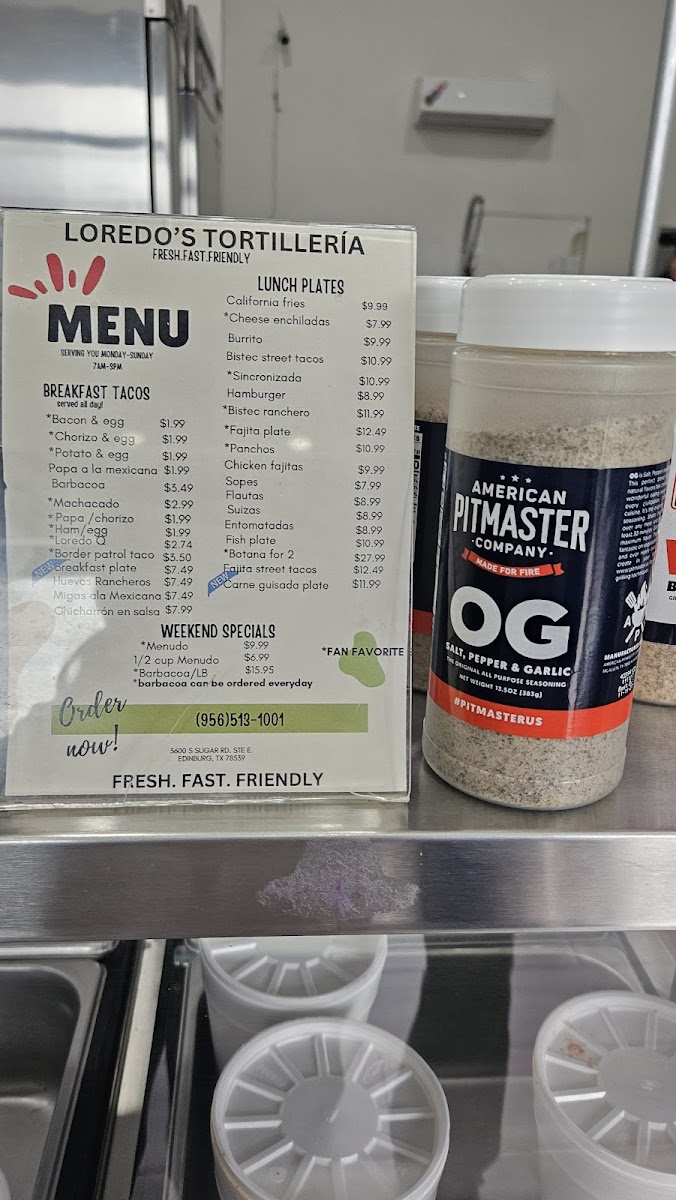 LOREDO'S TORTILLERÍA
FRESH.FAST.FRIENDLY
MENU
SERVING YOU MONDAY-SUNDAY
7AM-8PM
BREAKFAST TACOS
served all day!
*Bacon & egg $1.99
*Chorizo & egg $1.99
*Potato & egg $1.99
Papa a la mexicana $1.99
Barbacoa $3.49
*Machacado $2.99
*Papa /chorizo $1.99
*Ham/egg $1.99
*Loredo Q $2.74
*Border patrol taco $3.50
NEW
Breakfast plate $7.49
Huevos Rancheros $7.49
Migas ala Mexicana $7.49
Chicharrón en salsa $7.99
LUNCH PLATES
California fries $9.99
*Cheese enchiladas $7.99
Burrito $9.99
Bistec street tacos $10.99
*Sincronizada $10.99
Hamburger $8.99
*Bistec ranchero $11.99
*Fajita plate $12.49
*Panchos $10.99
Chicken fajitas $9.99
Sopes $7.99
Flautas $8.99
Suizas $8.99
Entomatadas $8.99
Fish plate $10.99
*Botana for 2 $27.99
Fajita street tacos $12.49
NEW
Carne guisada plate $11.99
WEEKEND SPECIALS
*Menudo $9.99
1/2 cup Menudo $6.99
*Barbacoa/LB $15.95
*barbacoa can be ordered everyday
*FAN FAVORITE
Order
now!
(956)513-1001
3600 S SUGAR RD. STE E.
EDINBURG, TX 78539
FRESH. FAST. FRIENDLY
AMERICAN
PITMASTER
·COMPANY·
MADE FOR FIRE
OG
SALT, PEPPER & GARLIC
THE ORIGINAL ALL PURPOSE SEASONING
NET WEIGHT 13.5OZ (383g)
#PITMASTERUS